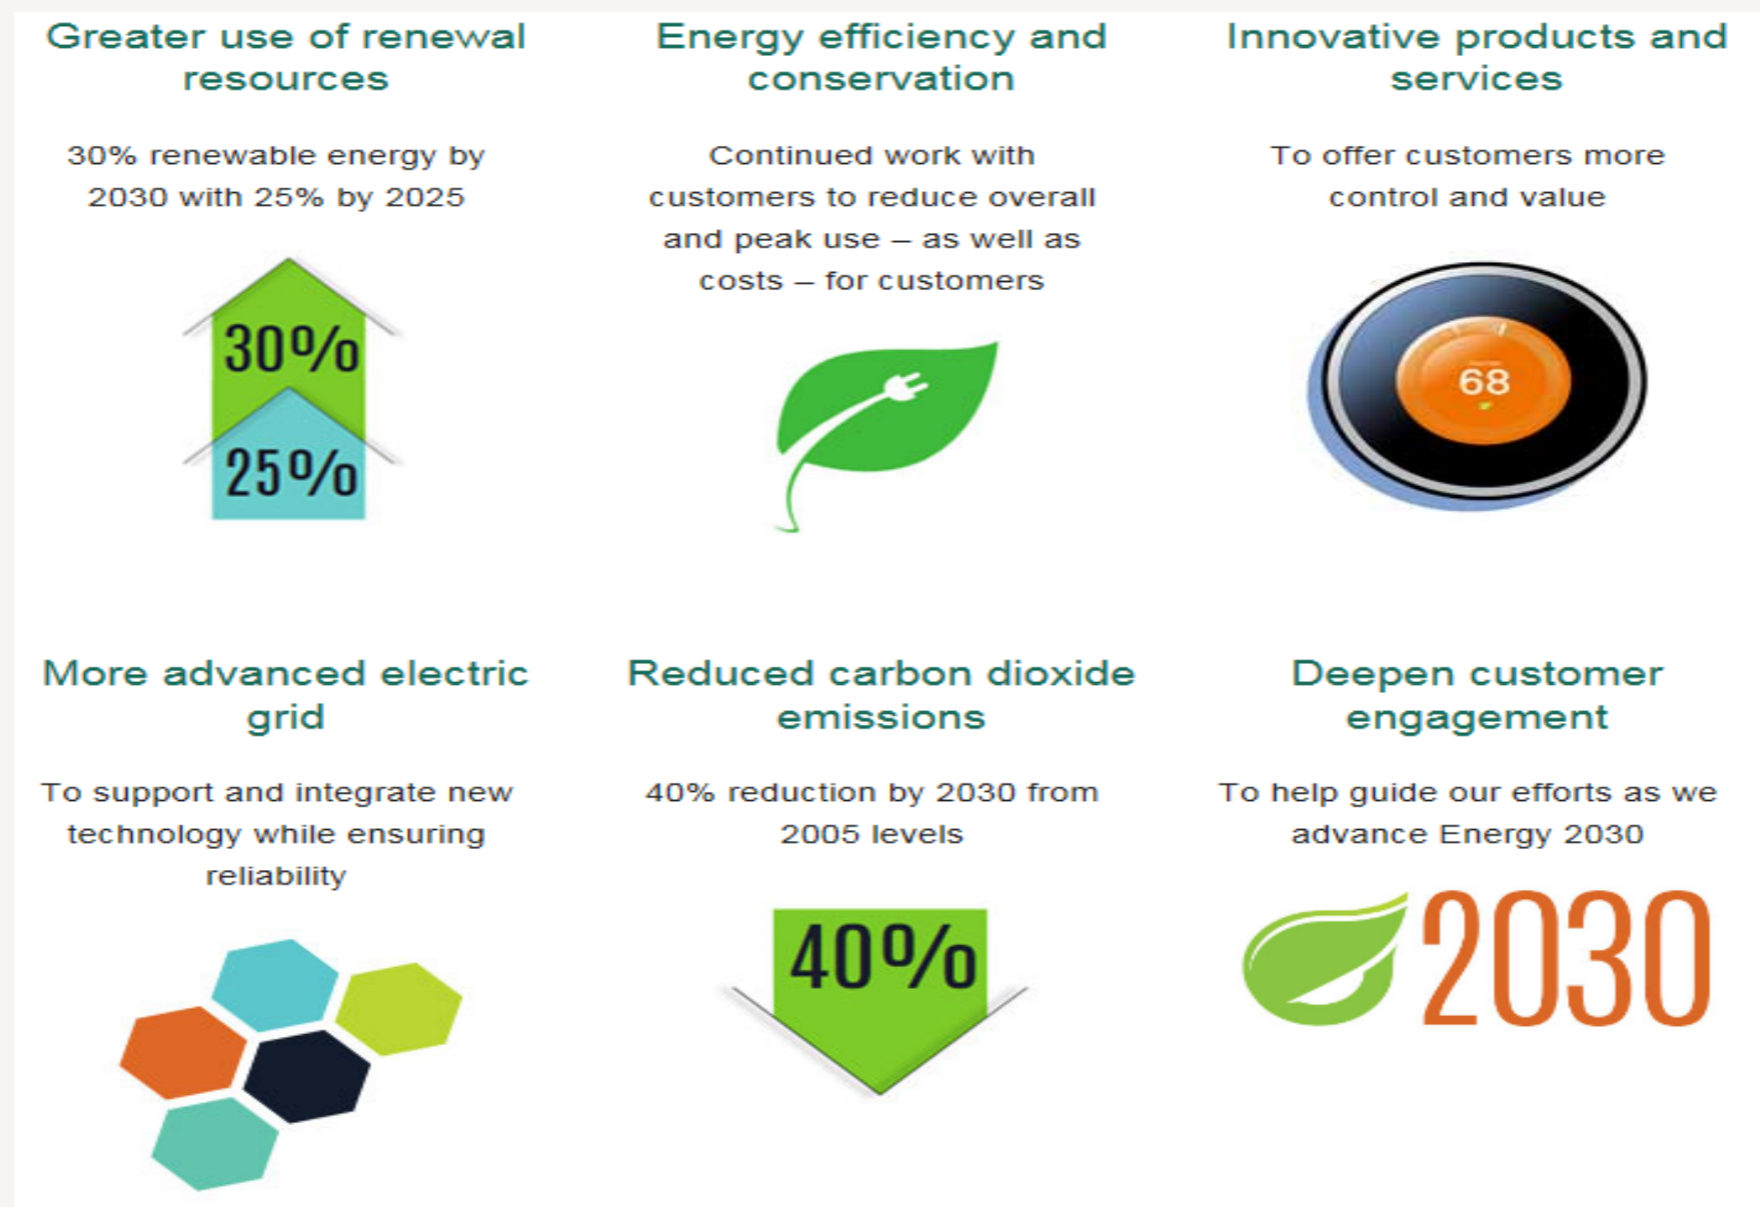 Greater use of renewal
resources
30% renewable energy by
2030 with 25% by 2025
30%
25%
Energy efficiency and
conservation
Continued work with
customers to reduce overall
and peak use – as well as
costs – for customers
Innovative products and
services
To offer customers more
control and value
68
More advanced electric
grid
To support and integrate new
technology while ensuring
reliability
Reduced carbon dioxide
emissions
40% reduction by 2030 from
2005 levels
40%
Deepen customer
engagement
To help guide our efforts as we
advance Energy 2030
2030